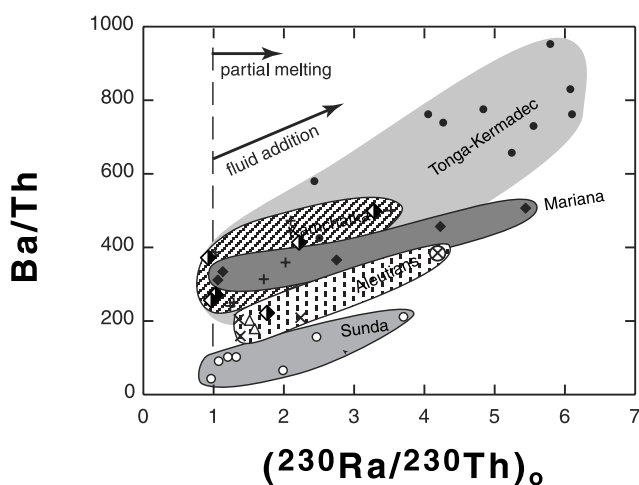 1000
800
600
400
200
0
Ba/Th
partial melting
fluid addition
Tonga-Kermadec
Kamchatka
Mariana
Aleutians
Sunda
0 1 2 3 4 5 6 7
(²³⁰Ra/²³⁰Th)ₒ